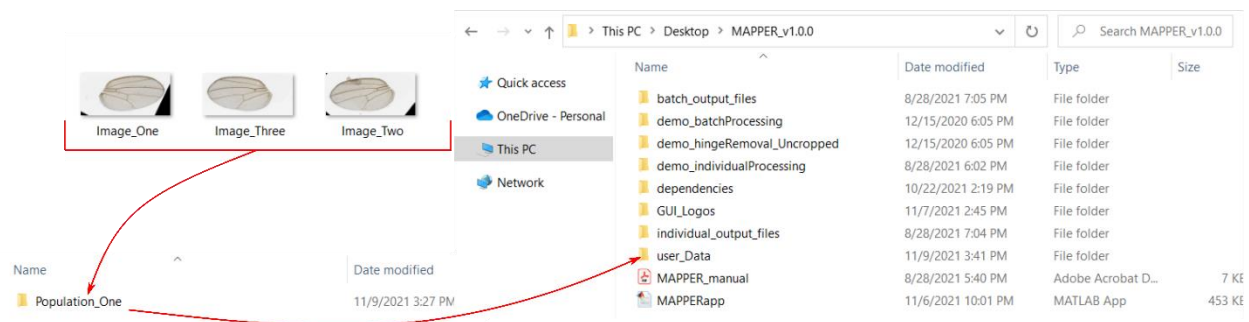 This PC > Desktop > MAPPER_v1.0.0
Search MAPPER_v1.0.0
Quick access
OneDrive - Personal
This PC
Network
Name Date modified Type Size
batch_output_files 8/28/2021 7:05 PM File folder
demo_batchProcessing 12/15/2020 6:05 PM File folder
demo_hingeRemoval_Uncropped 12/15/2020 6:05 PM File folder
demo_individualProcessing 8/28/2021 6:02 PM File folder
dependencies 10/22/2021 2:19 PM File folder
GUI_Logos 11/7/2021 2:45 PM File folder
individual_output_files 8/28/2021 7:04 PM File folder
user_Data 11/9/2021 3:41 PM File folder
MAPPER_manual 8/28/2021 5:40 PM Adobe Acrobat D... 7 KE
MAPPERapp 11/6/2021 10:01 PM MATLAB App 453 KE
Image_One Image_Three Image_Two
Name Date modified
Population_One 11/9/2021 3:27 PM